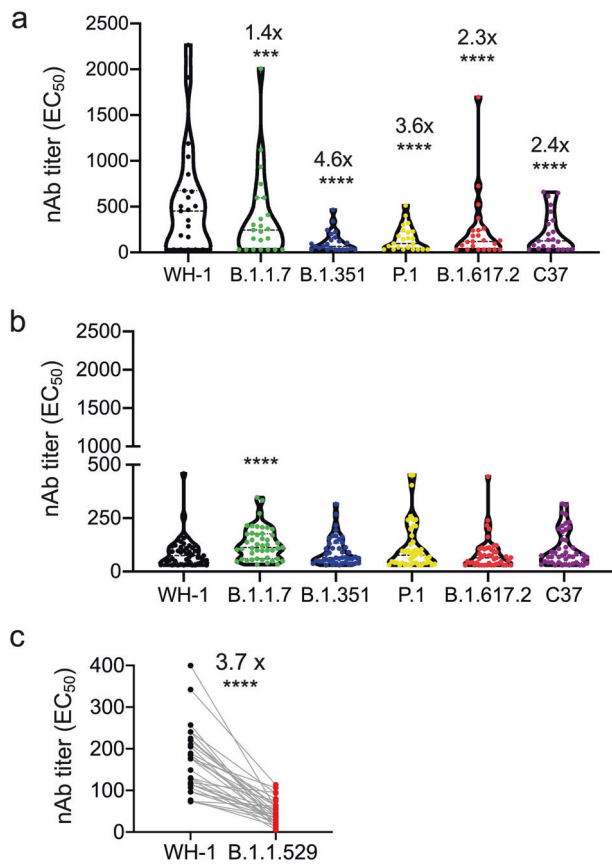 a
1.4x
***
4.6x
****
3.6x
****
2.3x
****
2.4x
****
nAb titer (EC50)
2500
2000
1500
1000
500
0
WH-1 B.1.1.7 B.1.351 P.1 B.1.617.2 C37
b
****
nAb titer (EC50)
2500
2000
1500
1000
500
250
0
WH-1 B.1.1.7 B.1.351 P.1 B.1.617.2 C37
c
3.7 x
****
nAb titer (EC50)
400
300
200
100
0
WH-1 B.1.1.529